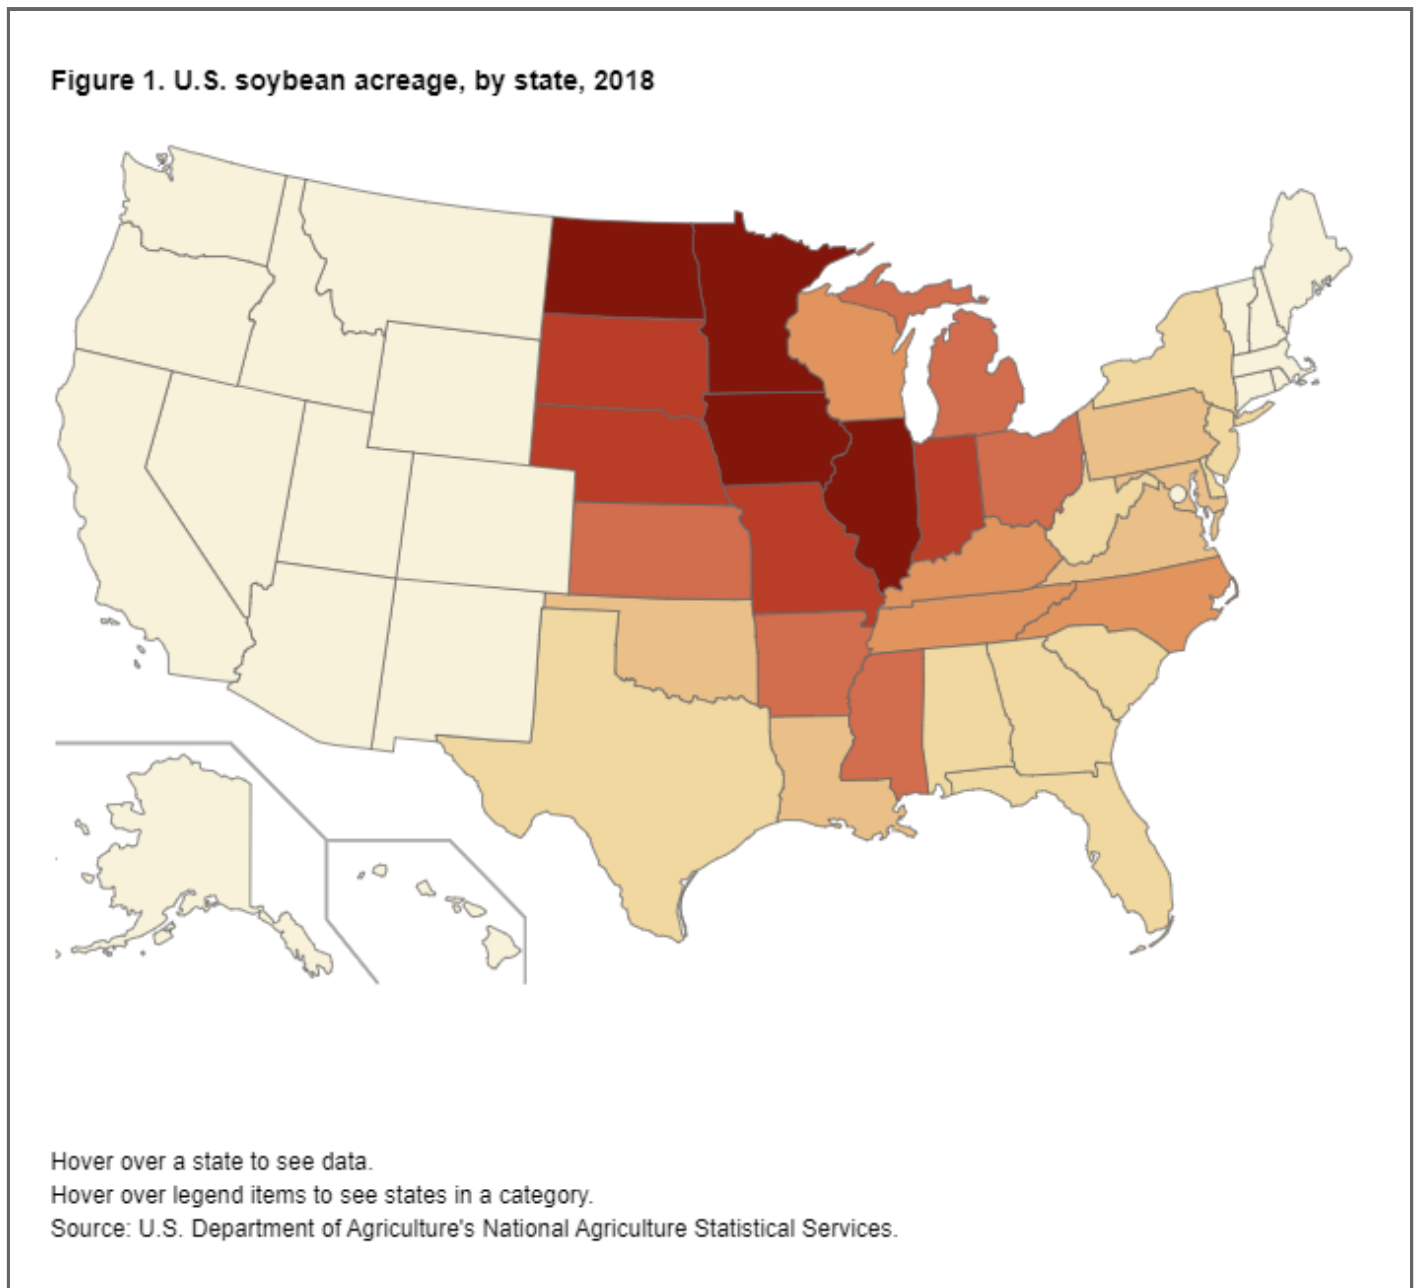 Figure 1. U.S. soybean acreage, by state, 2018
Hover over a state to see data.
Hover over legend items to see states in a category.
Source: U.S. Department of Agriculture's National Agriculture Statistical Services.